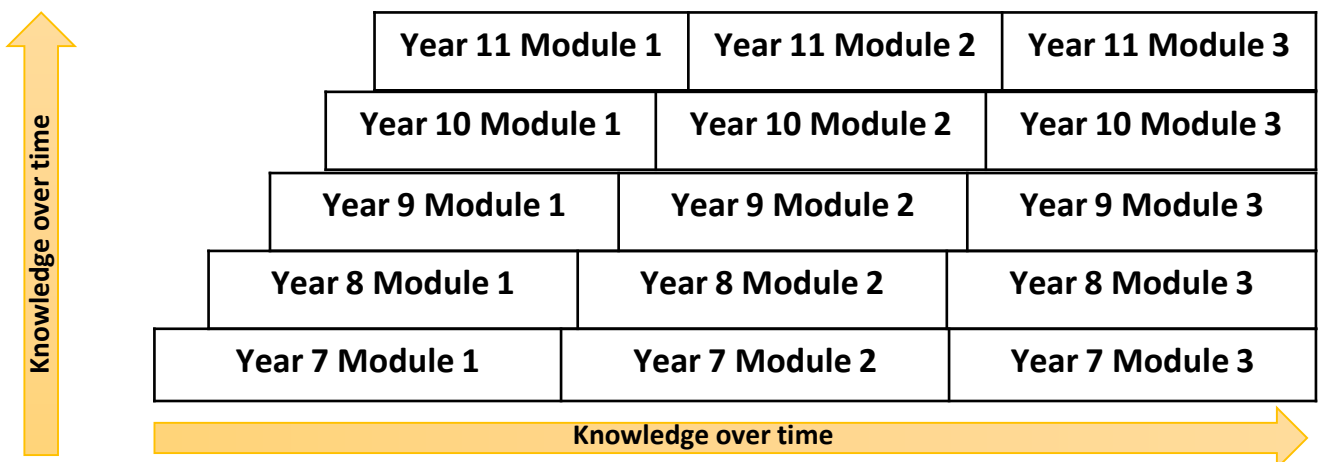 Knowledge over time
Year 11 Module 1
Year 11 Module 2
Year 11 Module 3
Year 10 Module 1
Year 10 Module 2
Year 10 Module 3
Year 9 Module 1
Year 9 Module 2
Year 9 Module 3
Year 8 Module 1
Year 8 Module 2
Year 8 Module 3
Year 7 Module 1
Year 7 Module 2
Year 7 Module 3
Knowledge over time